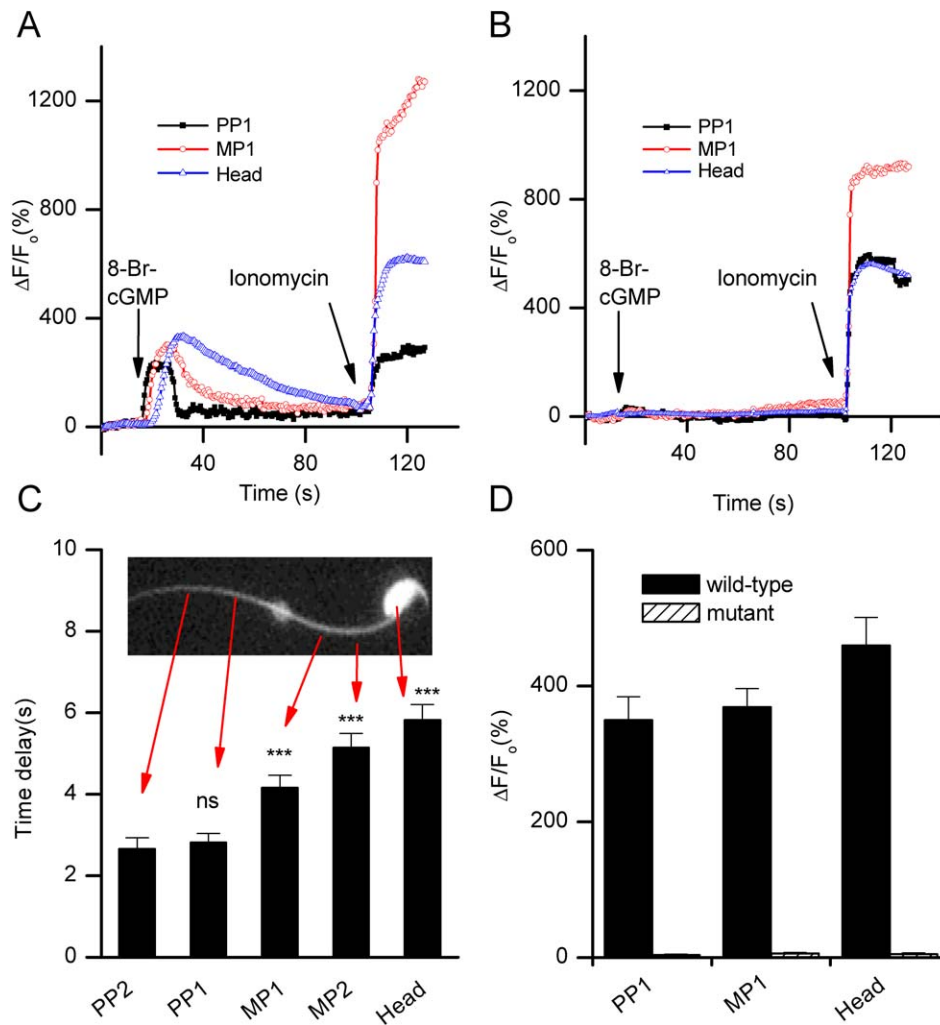 A
1200
800
400
0
ΔF/Fo(%)
PP1
MP1
Head
8-Br-
cGMP
Ionomycin
40
80
120
Time (s)
B
1200
800
400
0
ΔF/Fo(%)
PP1
MP1
Head
8-Br-
cGMP
Ionomycin
40
80
120
Time (s)
C
10
8
6
4
2
0
Time delay(s)
ns
***
***
***
PP2
PP1
MP1
MP2
Head
D
600
400
200
0
ΔF/Fo(%)
wild-type
mutant
PP1
MP1
Head